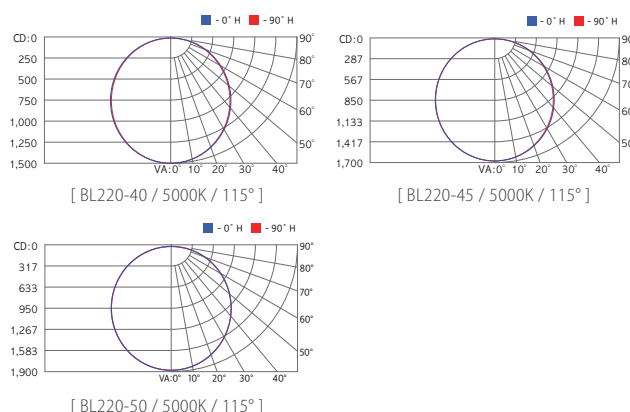 - 0° H - 90° H
CD:0 90°
250 80°
500 70°
750 60°
1,000
1,250 50°
1,500
VA:0° 10° 20° 30° 40°
[ BL220-40 / 5000K / 115° ]
- 0° H - 90° H
CD:0 90°
287 80°
567 70°
850 60°
1,133
1,417 50°
1,700
VA:0° 10° 20° 30° 40°
[ BL220-45 / 5000K / 115° ]
- 0° H - 90° H
CD:0 90°
317 80°
633 70°
950 60°
1,267
1,583 50°
1,900
VA:0° 10° 20° 30° 40°
[ BL220-50 / 5000K / 115° ]